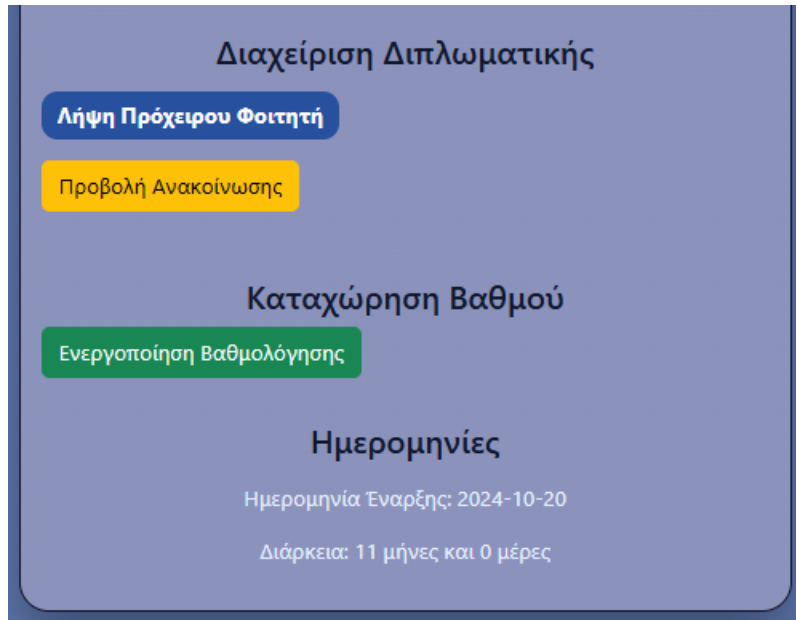 Διαχείριση Διπλωματικής
Λήψη Πρόχειρου Φοιτητή
Προβολή Ανακοίνωσης
Καταχώρηση Βαθμού
Ενεργοποίηση Βαθμολόγησης
Ημερομηνίες
Ημερομηνία Έναρξης: 2024-10-20
Διάρκεια: 11 μήνες και 0 μέρες